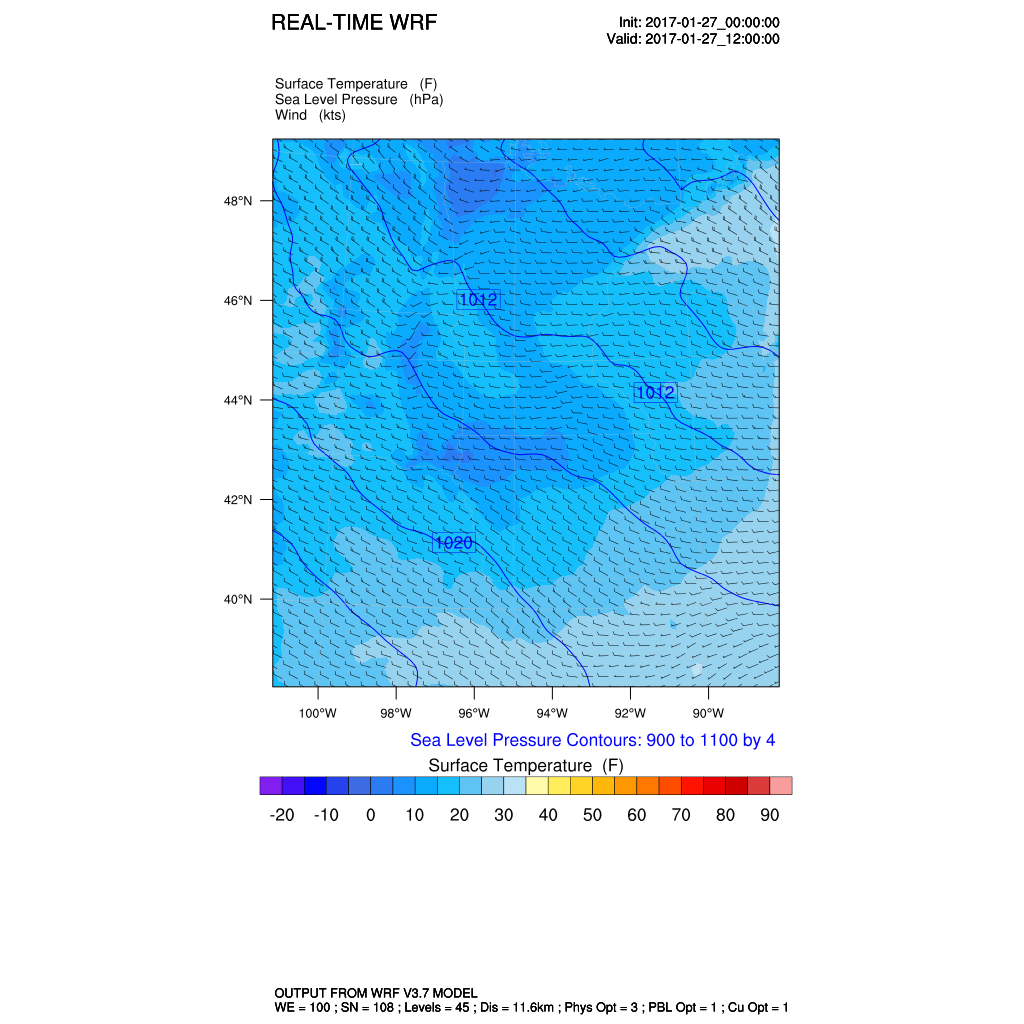 REAL-TIME WRF
Init: 2017-01-27_00:00:00
Valid: 2017-01-27_12:00:00
Surface Temperature (F)
Sea Level Pressure (hPa)
Wind (kts)
48°N
46°N
1012
44°N
1012
42°N
1020
40°N
100°W 98°W 96°W 94°W 92°W 90°W
Sea Level Pressure Contours: 900 to 1100 by 4
Surface Temperature (F)
-20 -10 0 10 20 30 40 50 60 70 80 90
OUTPUT FROM WRF V3.7 MODEL
WE = 100 ; SN = 108 ; Levels = 45 ; Dis = 11.6km ; Phys Opt = 3 ; PBL Opt = 1 ; Cu Opt = 1